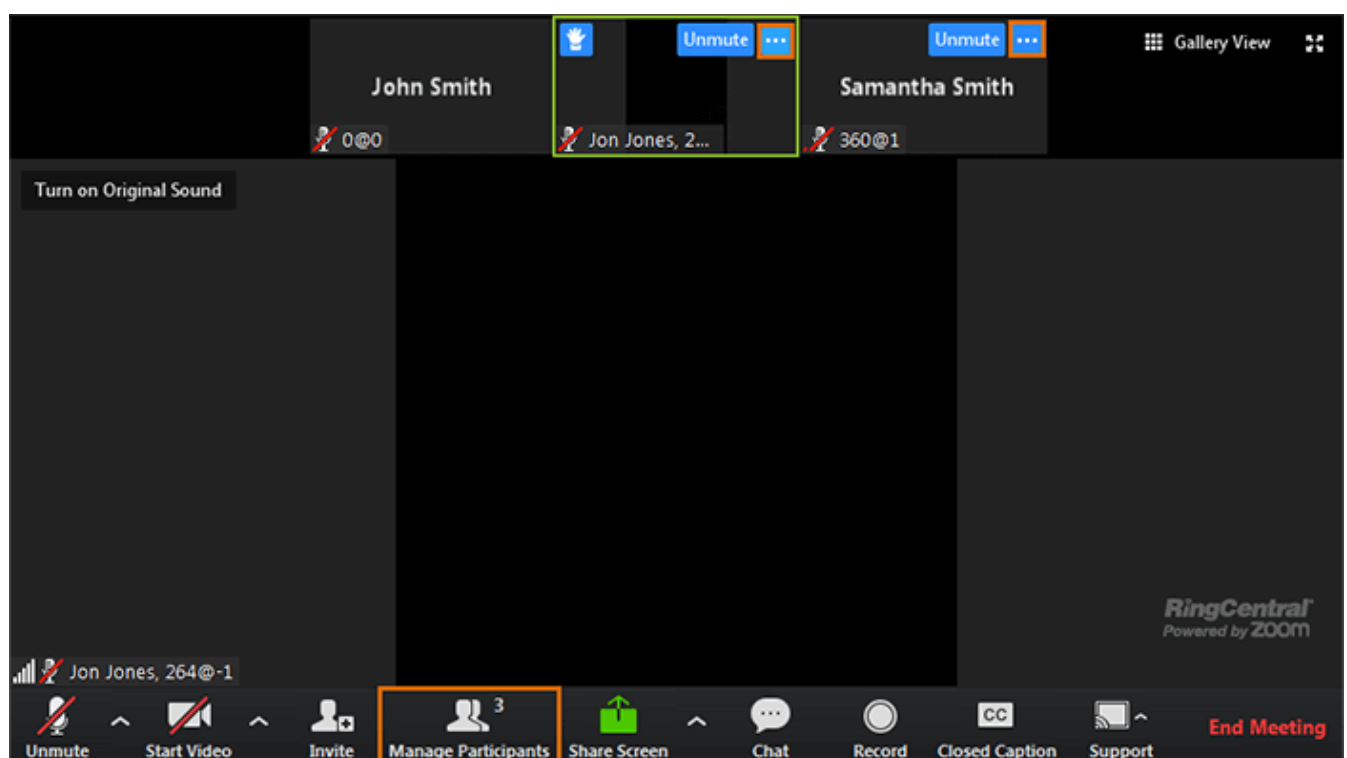 Unmute ... Unmute ... Gallery View
John Smith Samantha Smith
0@0 Jon Jones, 2... 360@1
Turn on Original Sound
RingCentral
Powered by ZOOM
Jon Jones, 264@-1
3 CC
End Meeting
Unmute Start Video Invite Manage Participants Share Screen Chat Record Closed Caption Support